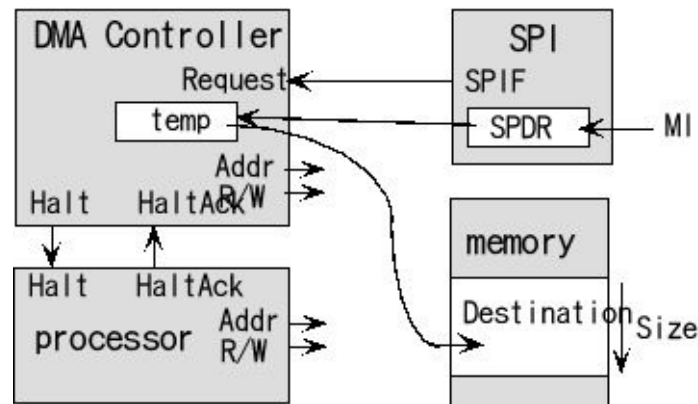 DMA Controller
Request
temp
Addr
R/W
Halt HaltAck
SPI
SPIF
SPDR
MI
memory
Destination
Size
Halt HaltAck
processor
Addr
R/W